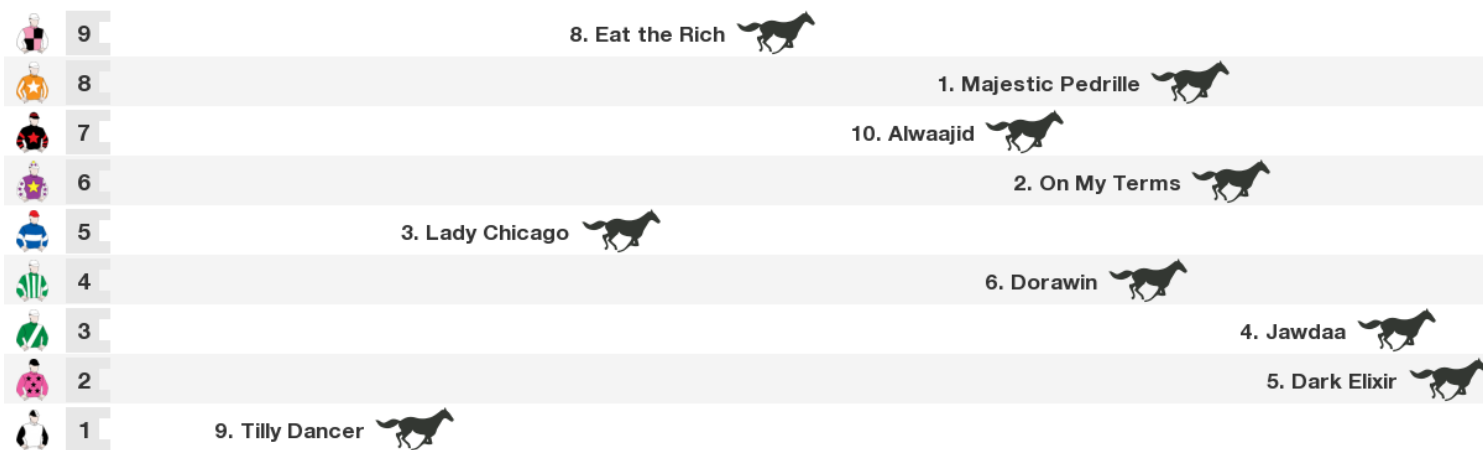 9 8. Eat the Rich
8 1. Majestic Pedrille
7 10. Alwaajid
6 2. On My Terms
5 3. Lady Chicago
4 6. Dorawin
3 4. Jawdaa
2 5. Dark Elixir
1 9. Tilly Dancer